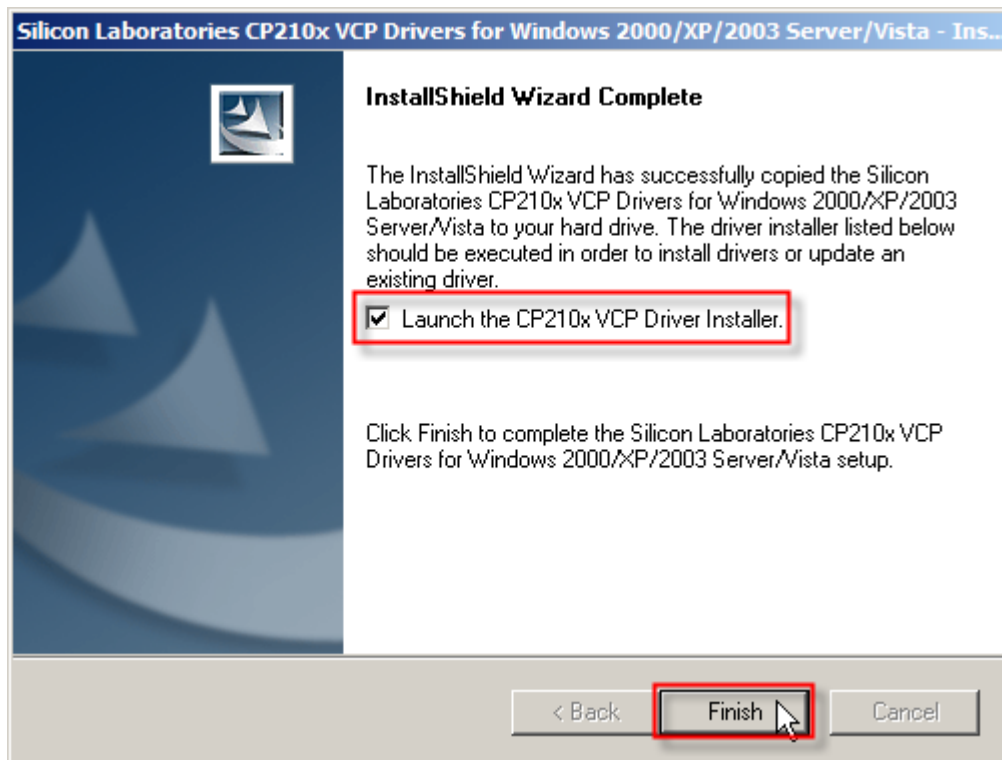 Silicon Laboratories CP210x VCP Drivers for Windows 2000/XP/2003 Server/Vista - Ins...
InstallShield Wizard Complete
The InstallShield Wizard has successfully copied the Silicon
Laboratories CP210x VCP Drivers for Windows 2000/XP/2003
Server/Vista to your hard drive. The driver installer listed below
should be executed in order to install drivers or update an
existing driver.
Launch the CP210x VCP Driver Installer.
Click Finish to complete the Silicon Laboratories CP210x VCP
Drivers for Windows 2000/XP/2003 Server/Vista setup.
< Back
Finish
Cancel